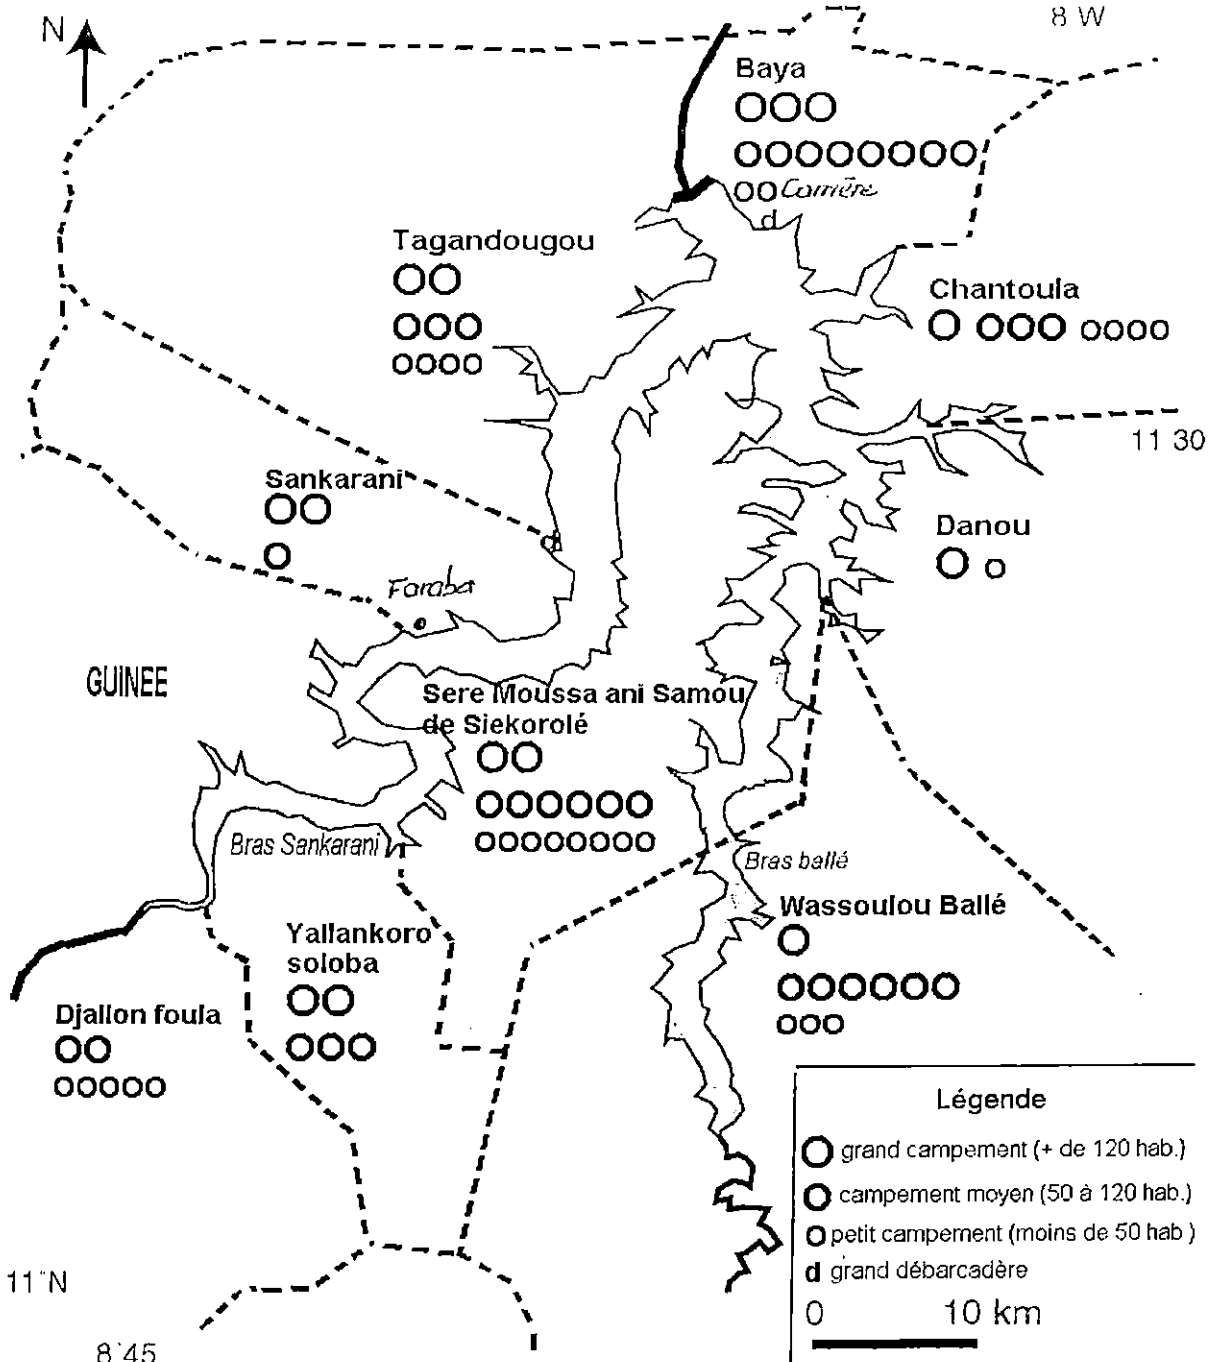 N
8 W
Baya
Carrière
d
Tagandougou
Chantoula
11 30
Sankarani
d
Danou
Faraba
GUINEE
Sere Moussa ani Samou
de Siekorolé
Bras Sankarani
Bras ballé
Wassoulou Ballé
Yallankoro
soloba
Djallon foula
Légende
grand campement (+ de 120 hab.)
campement moyen (50 à 120 hab.)
petit campement (moins de 50 hab )
d grand débarcadère
0 10 km
11°N
8°45